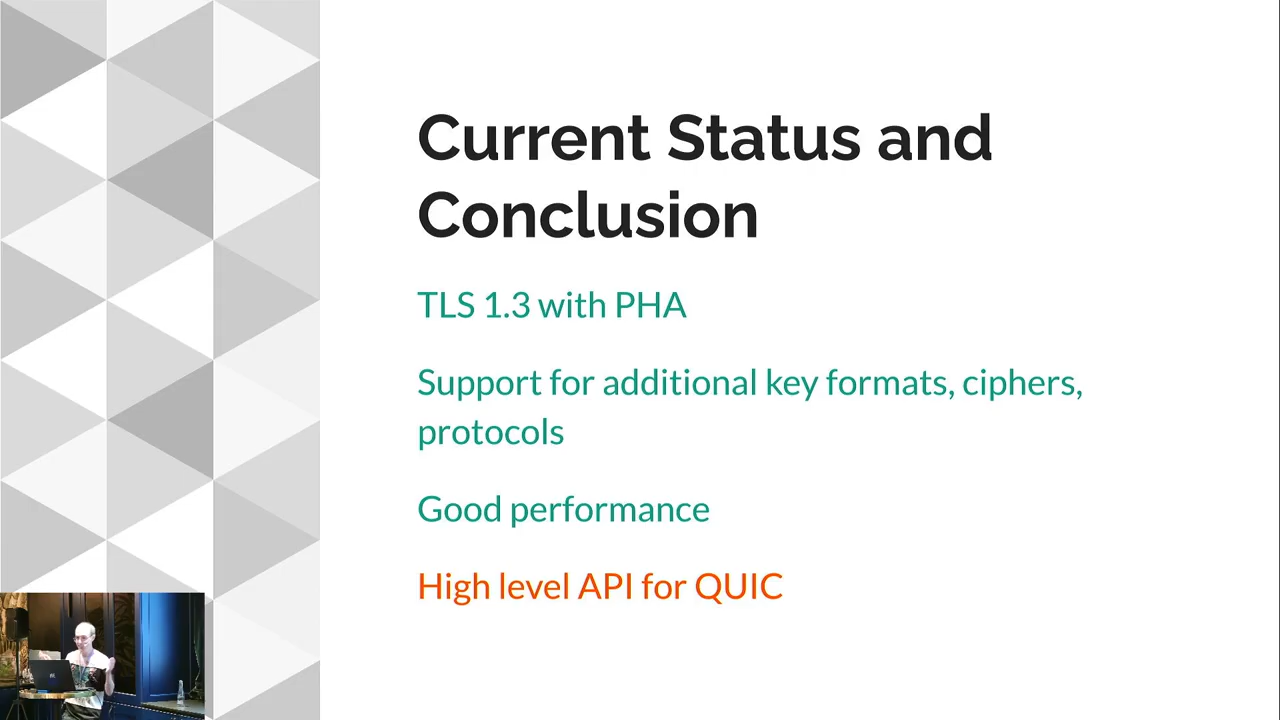 Current Status and
Conclusion
TLS 1.3 with PHA
Support for additional key formats, ciphers,
protocols
Good performance
High level API for QUIC